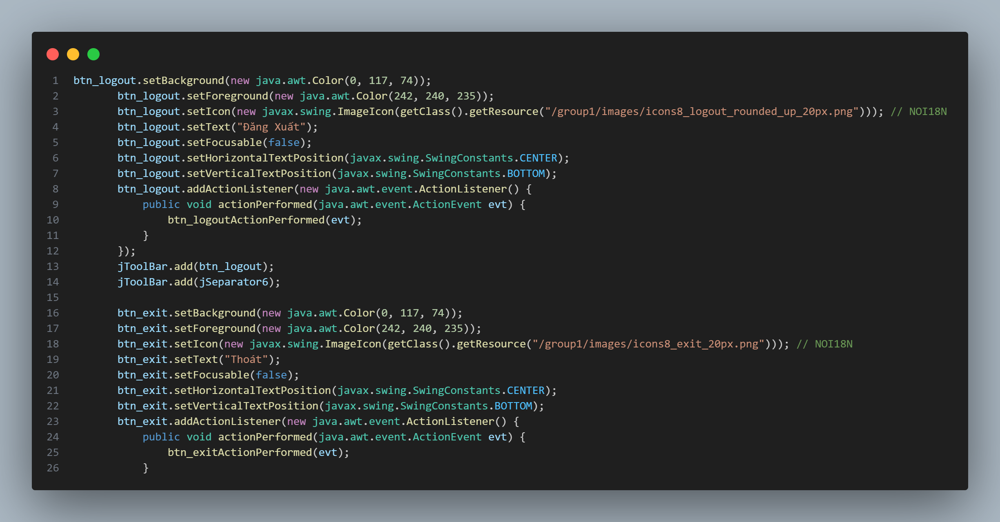 1 btn_logout.setBackground(new java.awt.Color(0, 117, 74));
2 btn_logout.setForeground(new java.awt.Color(242, 240, 235));
3 btn_logout.setIcon(new javax.swing.ImageIcon(getClass().getResource("/group1/images/icons8_logout_rounded_up_20px.png"))); // NOI18N
4 btn_logout.setText("Đăng Xuất");
5 btn_logout.setFocusable(false);
6 btn_logout.setHorizontalTextPosition(javax.swing.SwingConstants.CENTER);
7 btn_logout.setVerticalTextPosition(javax.swing.SwingConstants.BOTTOM);
8 btn_logout.addActionListener(new java.awt.event.ActionListener() {
9 public void actionPerformed(java.awt.event.ActionEvent evt) {
10 btn_logoutActionPerformed(evt);
11 }
12 });
13 jToolBar.add(btn_logout);
14 jToolBar.add(jSeparator6);
15
16 btn_exit.setBackground(new java.awt.Color(0, 117, 74));
17 btn_exit.setForeground(new java.awt.Color(242, 240, 235));
18 btn_exit.setIcon(new javax.swing.ImageIcon(getClass().getResource("/group1/images/icons8_exit_20px.png"))); // NOI18N
19 btn_exit.setText("Thoát");
20 btn_exit.setFocusable(false);
21 btn_exit.setHorizontalTextPosition(javax.swing.SwingConstants.CENTER);
22 btn_exit.setVerticalTextPosition(javax.swing.SwingConstants.BOTTOM);
23 btn_exit.addActionListener(new java.awt.event.ActionListener() {
24 public void actionPerformed(java.awt.event.ActionEvent evt) {
25 btn_exitActionPerformed(evt);
26 }